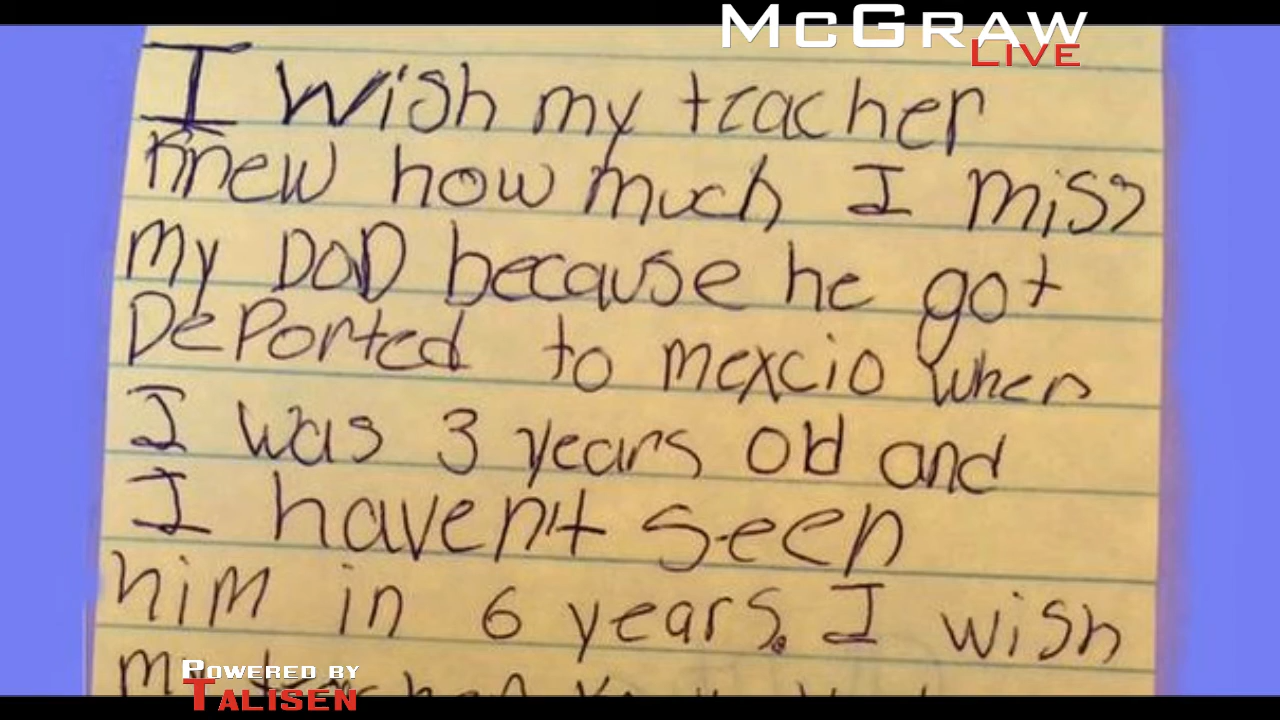 McGraw
Live
I wish my teacher
knew how much I miss
my DaD because he got
DePorted to mexcio when
I was 3 years old and
I haven't seen
him in 6 years. I wish
my
Powered by
Talisen